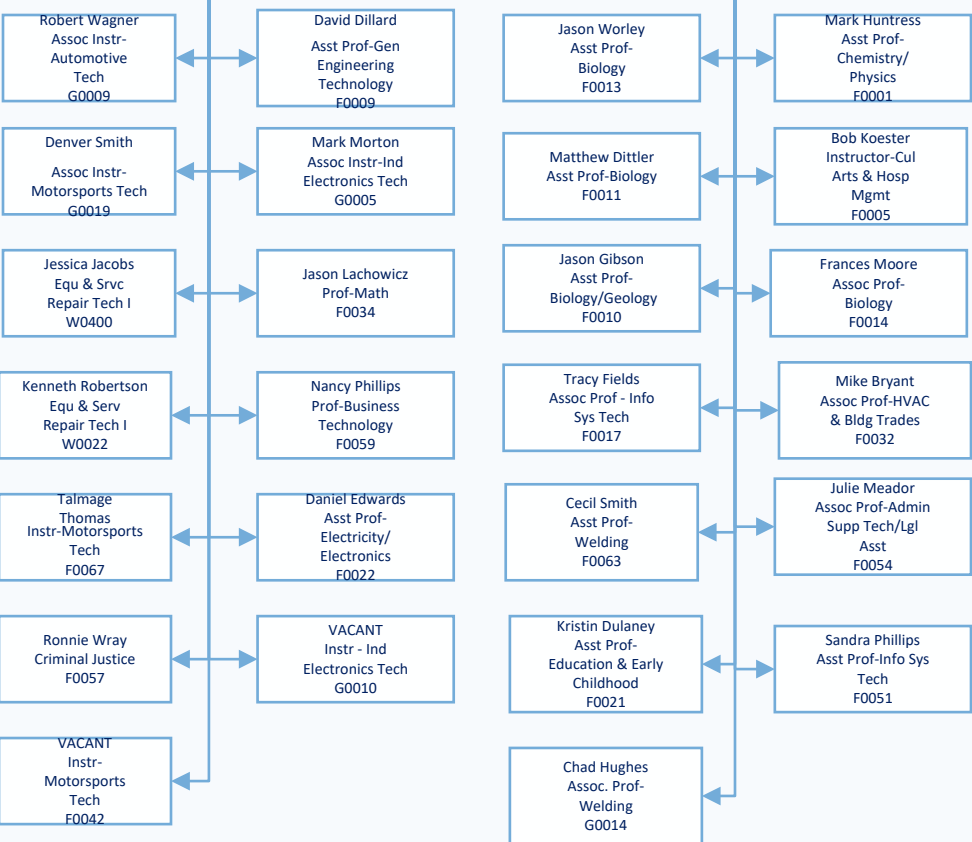 Robert Wagner
Assoc Instr-
Automotive
Tech
G0009
David Dillard
Asst Prof-Gen
Engineering
Technology
F0009
Jason Worley
Asst Prof-
Biology
F0013
Mark Huntress
Asst Prof-
Chemistry/
Physics
F0001
Denver Smith
Assoc Instr-
Motorsports Tech
G0019
Mark Morton
Assoc Instr-Ind
Electronics Tech
G0005
Matthew Dittler
Asst Prof-Biology
F0011
Bob Koester
Instructor-Cul
Arts & Hosp
Mgmt
F0005
Jessica Jacobs
Equ & Srvc
Repair Tech I
W0400
Jason Lachowicz
Prof-Math
F0034
Jason Gibson
Asst Prof-
Biology/Geology
F0010
Frances Moore
Assoc Prof-
Biology
F0014
Kenneth Robertson
Equ & Serv
Repair Tech I
W0022
Nancy Phillips
Prof-Business
Technology
F0059
Tracy Fields
Assoc Prof - Info
Sys Tech
F0017
Mike Bryant
Assoc Prof-HVAC
& Bldg Trades
F0032
Talmage
Thomas
Instr-Motorsports
Tech
F0067
Daniel Edwards
Asst Prof-
Electricity/
Electronics
F0022
Cecil Smith
Asst Prof-
Welding
F0063
Julie Meador
Assoc Prof-Admin
Supp Tech/Lgl
Asst
F0054
Ronnie Wray
Criminal Justice
F0057
VACANT
Instr - Ind
Electronics Tech
G0010
Kristin Dulaney
Asst Prof-
Education & Early
Childhood
F0021
Sandra Phillips
Asst Prof-Info Sys
Tech
F0051
VACANT
Instr-
Motorsports
Tech
F0042
Chad Hughes
Assoc. Prof-
Welding
G0014